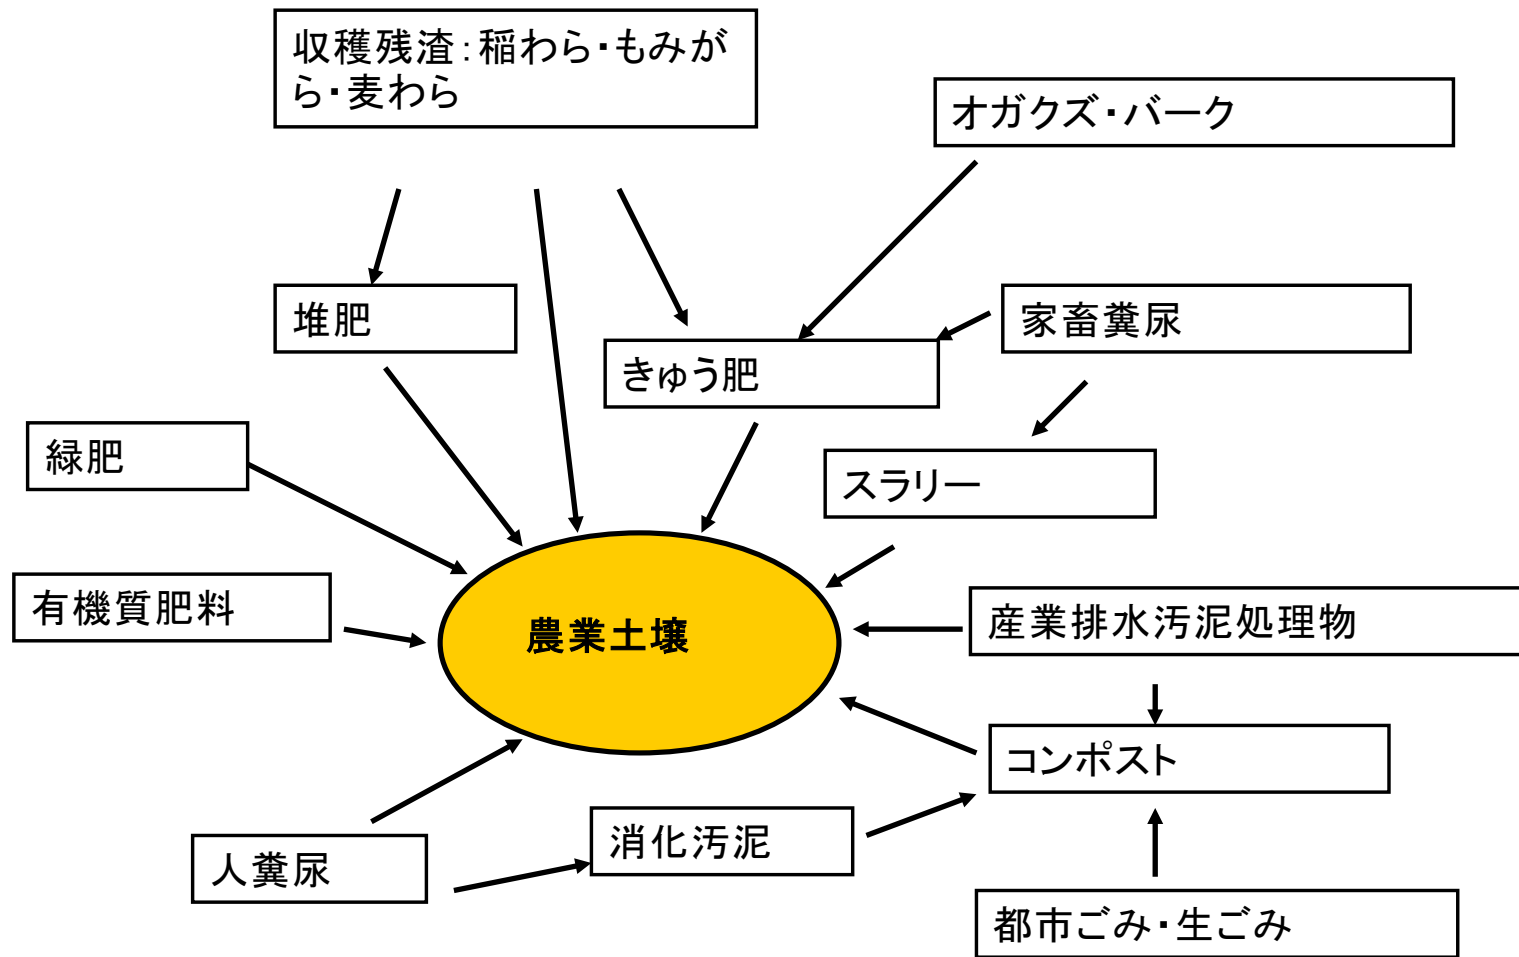 収穫残渣:稲わら・もみが
ら・麦わら
オガクズ・バーク
堆肥
家畜糞尿
きゅう肥
緑肥
スラリー
有機質肥料
農業土壌
産業排水汚泥処理物
コンポスト
消化汚泥
人糞尿
都市ごみ・生ごみ